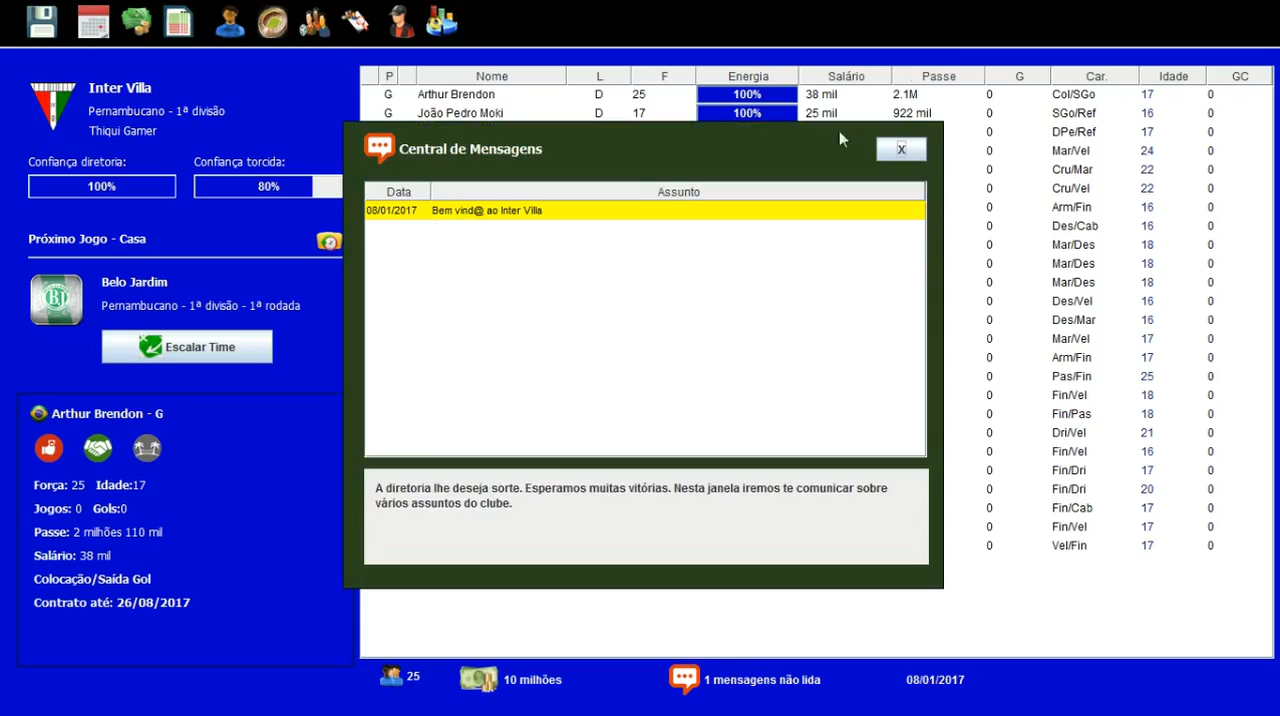 Inter Villa
Pernambucano - 1ª divisão
Thiqui Gamer
Confiança diretoria: Confiança torcida:
100% 80%
Próximo Jogo - Casa
BJ
Belo Jardim
Pernambucano - 1ª divisão - 1ª rodada
Escalar Time
Arthur Brendon - G
Força: 25 Idade:17
Jogos: 0 Gols:0
Passe: 2 milhões 110 mil
Salário: 38 mil
Colocação/Saída Gol
Contrato até: 26/08/2017
P Nome L F Energia Salário Passe G Car. Idade GC
G Arthur Brendon D 25 100% 38 mil 2.1M 0 Col/SGo 17 0
G João Pedro Moki D 17 100% 25 mil 922 mil 0 SGo/Ref 16 0
0 DPe/Ref 17 0
0 Mar/Vel 24 0
0 Cru/Mar 22 0
0 Cru/Vel 22 0
0 Arm/Fin 16 0
0 Des/Cab 16 0
0 Mar/Des 18 0
0 Mar/Des 18 0
0 Mar/Des 18 0
0 Des/Vel 16 0
0 Des/Mar 16 0
0 Mar/Vel 17 0
0 Arm/Fin 17 0
0 Pas/Fin 25 0
0 Fin/Vel 18 0
0 Fin/Pas 18 0
0 Dri/Vel 21 0
0 Fin/Vel 16 0
0 Fin/Dri 17 0
0 Fin/Dri 20 0
0 Fin/Cab 17 0
0 Fin/Vel 17 0
0 Vel/Fin 17 0
Central de Mensagens X
Data Assunto
08/01/2017 Bem vind@ ao Inter Villa
A diretoria lhe deseja sorte. Esperamos muitas vitórias. Nesta janela iremos te comunicar sobre
vários assuntos do clube.
25 10 milhões 1 mensagens não lida 08/01/2017